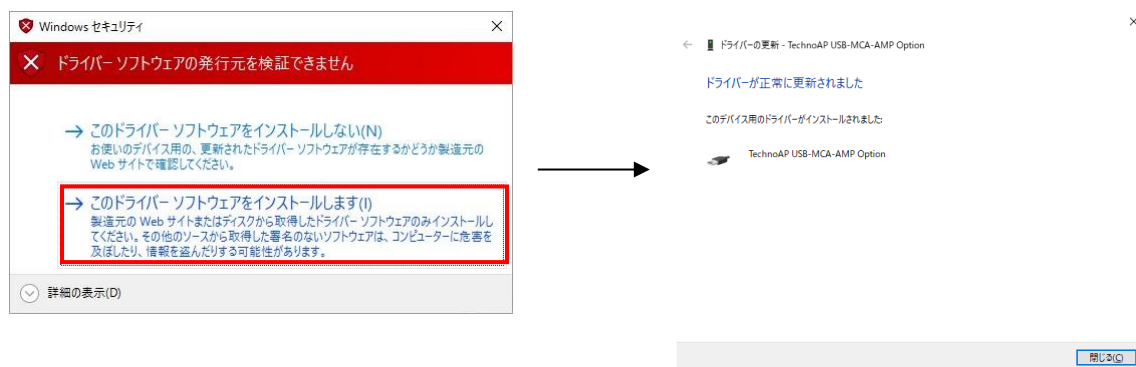 Windows セキュリティ
ドライバー ソフトウェアの発行元を検証できません
このドライバー ソフトウェアをインストールしない(N)
お使いのデバイス用の、更新されたドライバー ソフトウェアが存在するかどうか製造元の
Web サイトで確認してください。
このドライバー ソフトウェアをインストールします(I)
製造元の Web サイトまたはディスクから取得したドライバー ソフトウェアのみインストールし
てください。その他のソースから取得した署名のないソフトウェアは、コンピューターに危害を
及ぼしたり、情報を盗んだりする可能性があります。
詳細の表示(D)
ドライバーの更新 - TechnoAP USB-MCA-AMP Option
ドライバーが正常に更新されました
このデバイス用のドライバーがインストールされました:
TechnoAP USB-MCA-AMP Option
閉じる(C)